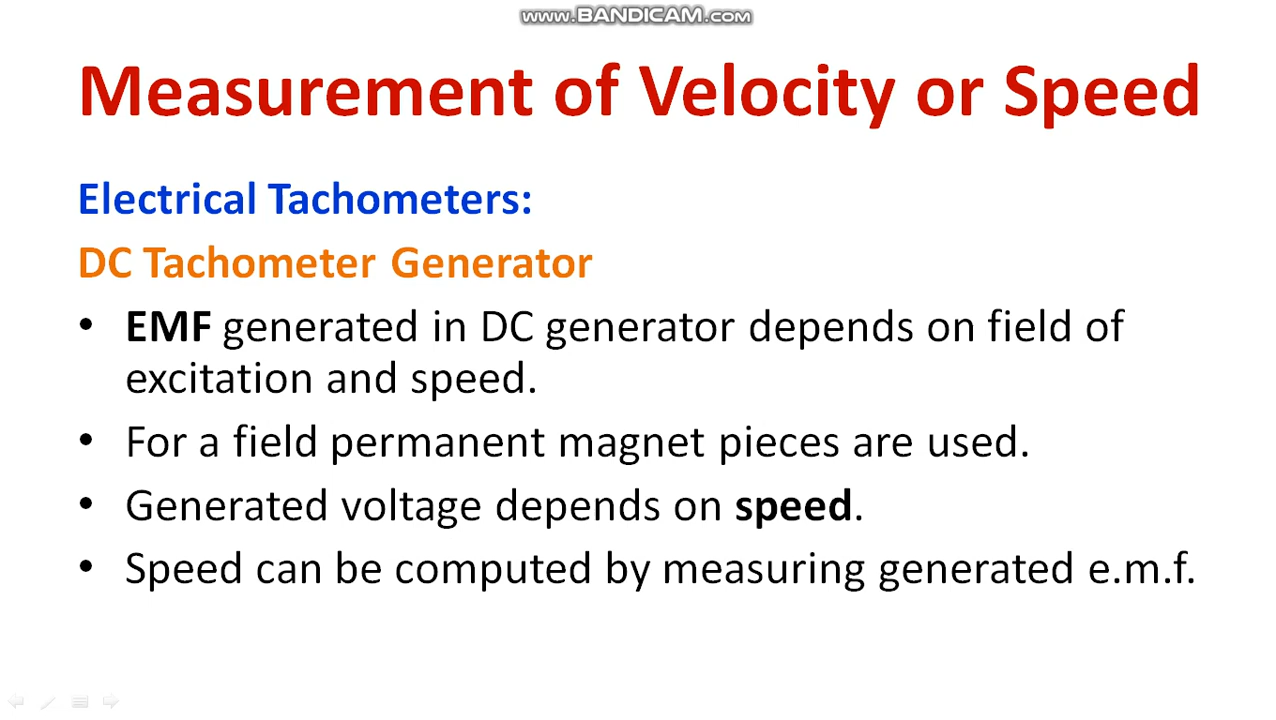 WWW.BANDICAM.COM
Measurement of Velocity or Speed
Electrical Tachometers:
DC Tachometer Generator
• EMF generated in DC generator depends on field of
excitation and speed.
• For a field permanent magnet pieces are used.
• Generated voltage depends on speed.
• Speed can be computed by measuring generated e.m.f.